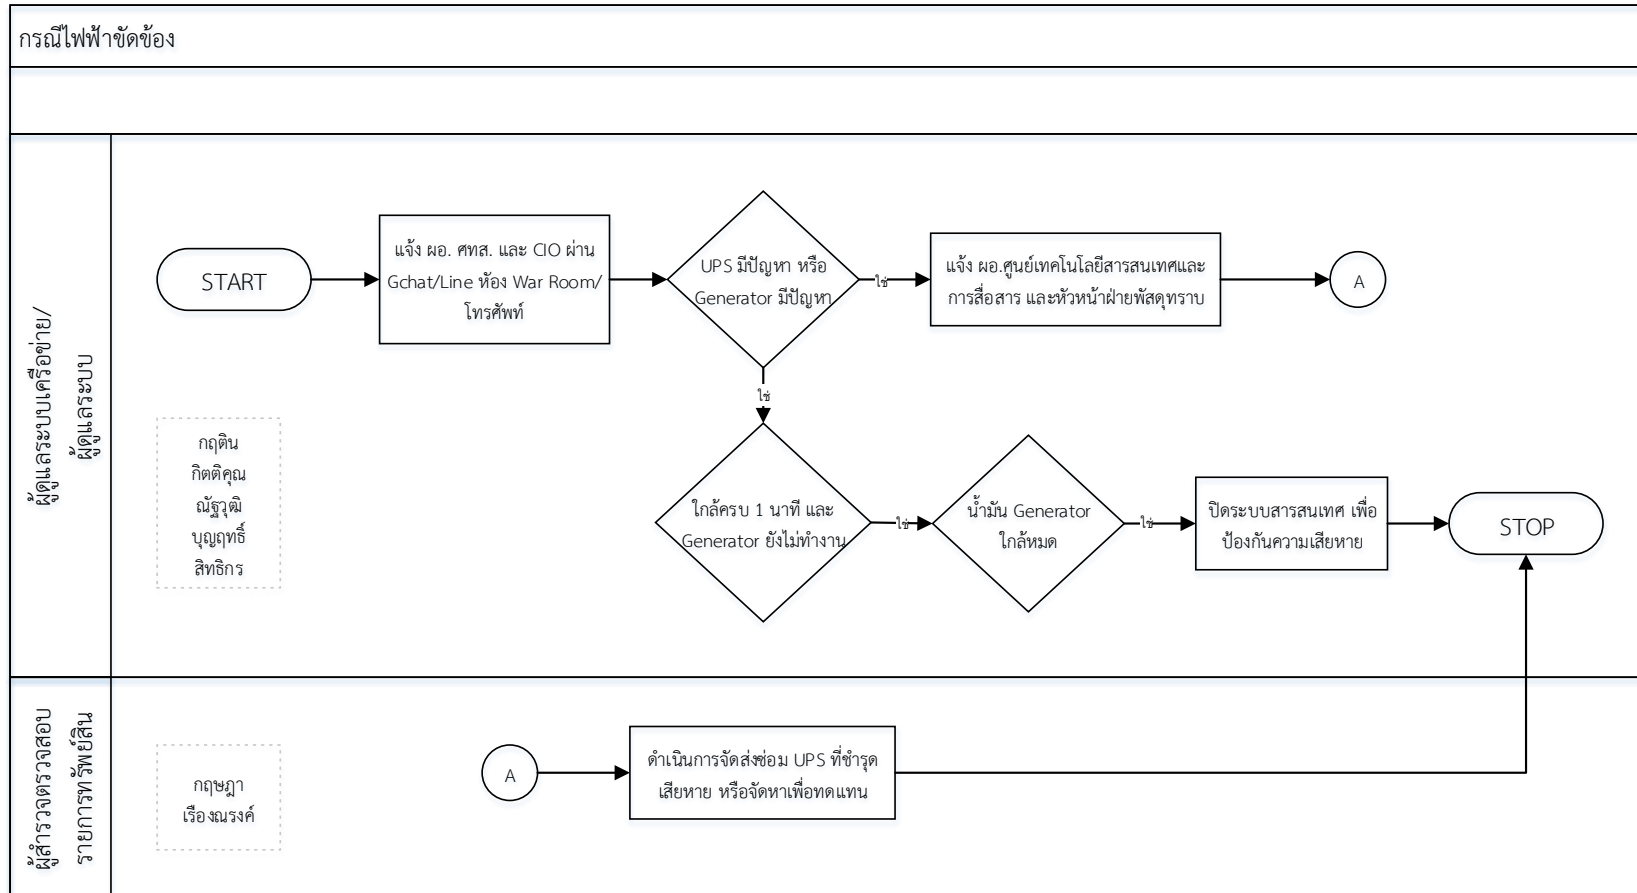 กรณีไฟฟ้าขัดข้อง
ผู้ดูแลระบบเครือข่าย/
ผู้ดูแลระบบ
START
แจ้ง ผอ. ศทส. และ CIO ผ่าน
Gchat/Line ห้อง War Room/
โทรศัพท์
UPS มีปัญหา หรือ
Generator มีปัญหา
ใช่
แจ้ง ผอ.ศูนย์เทคโนโลยีสารสนเทศและ
การสื่อสาร และหัวหน้าฝ่ายพัสดุทราบ
A
ใช่
กฤติน
กิตติคุณ
ณัฐวุฒิ
บุญฤทธิ์
สิทธิกร
ใกล้ครบ 1 นาที และ
Generator ยังไม่ทำงาน
ใช่
น้ำมัน Generator
ใกล้หมด
ใช่
ปิดระบบสารสนเทศ เพื่อ
ป้องกันความเสียหาย
STOP
ผู้สำรวจตรวจสอบ
รายการทรัพย์สิน
กฤษฎา
เรืองณรงค์
A
ดำเนินการจัดส่งซ่อม UPS ที่ชำรุด
เสียหาย หรือจัดหาเพื่อทดแทน